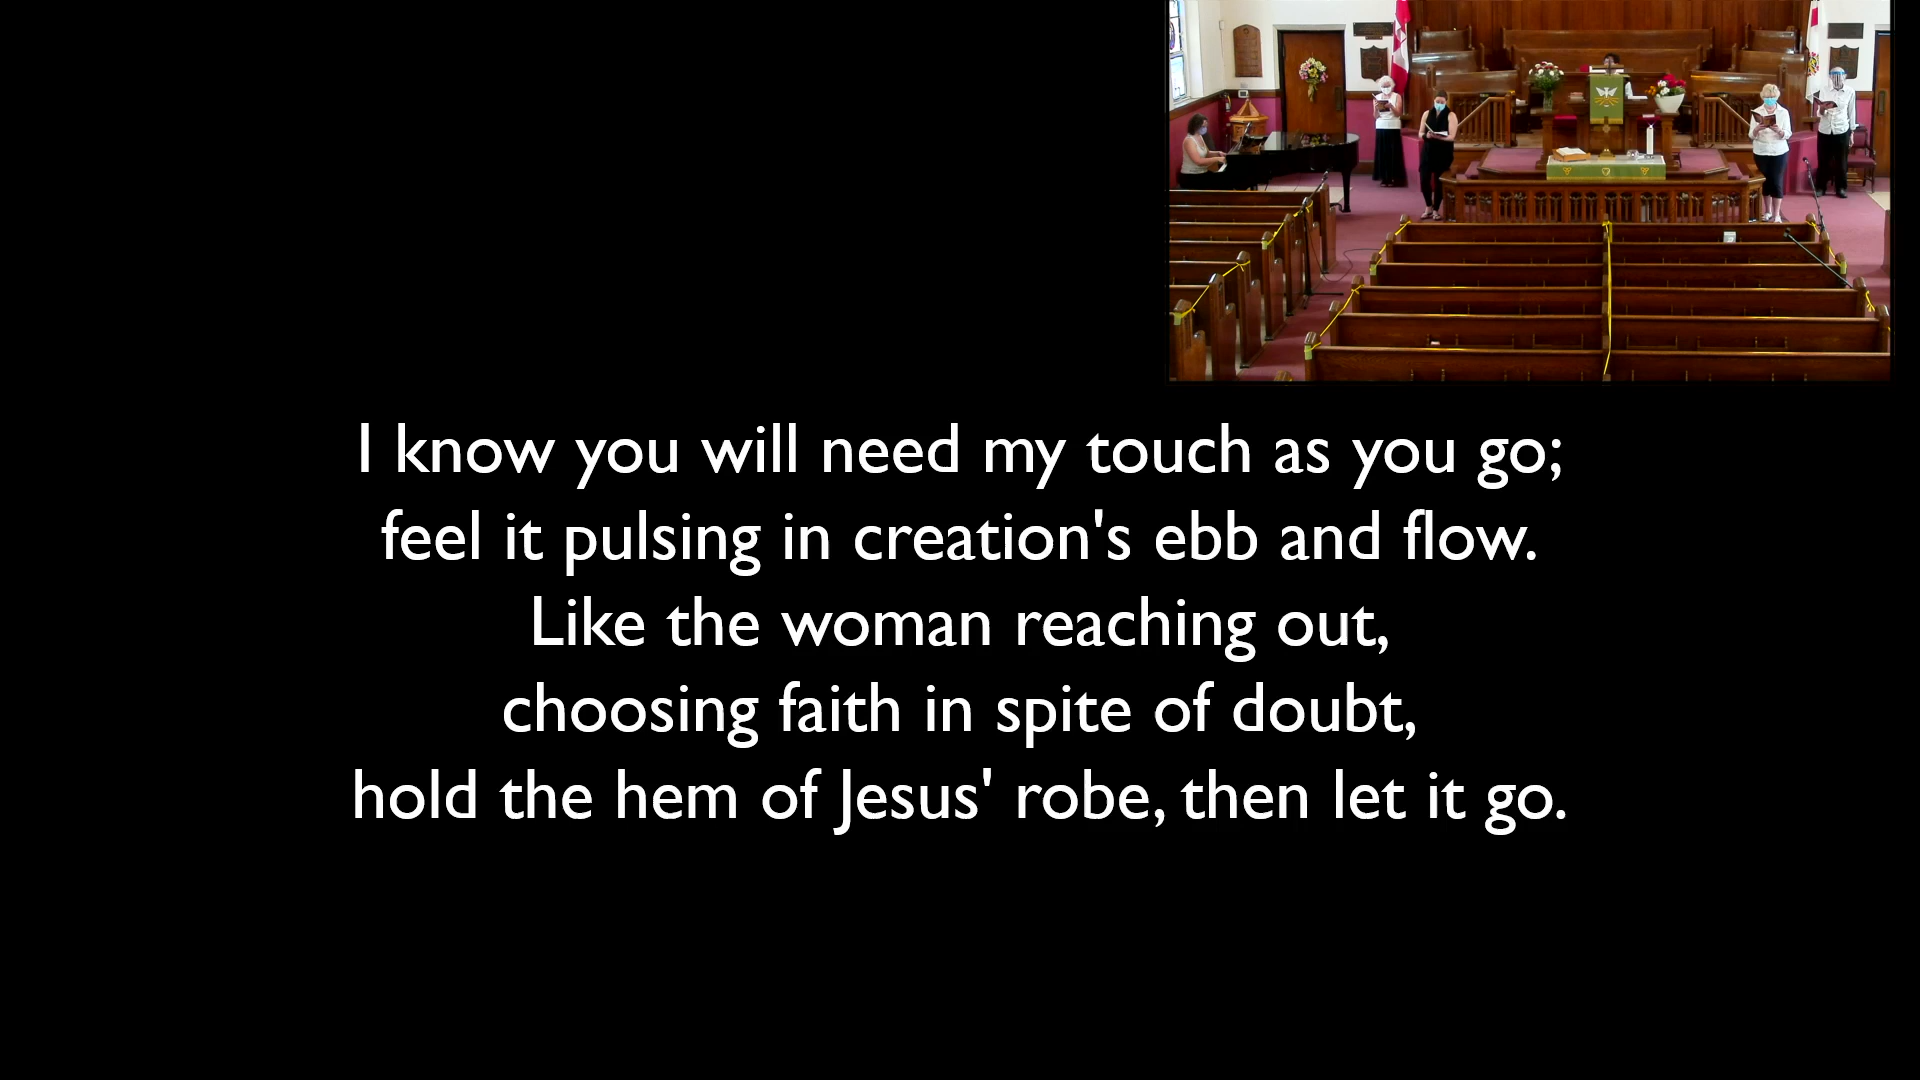 I know you will need my touch as you go;
feel it pulsing in creation's ebb and flow.
Like the woman reaching out,
choosing faith in spite of doubt,
hold the hem of Jesus' robe, then let it go.